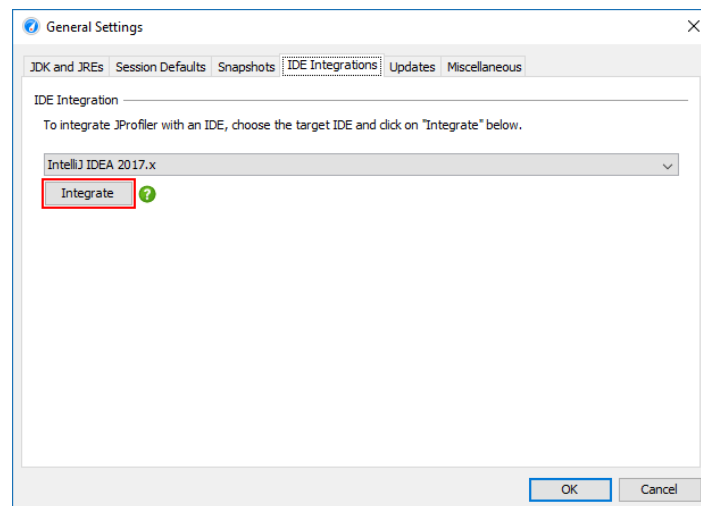 General Settings
JDK and JREs Session Defaults Snapshots IDE Integrations Updates Miscellaneous
IDE Integration
To integrate JProfiler with an IDE, choose the target IDE and click on "Integrate" below.
IntelliJ IDEA 2017.x
Integrate ?
OK Cancel